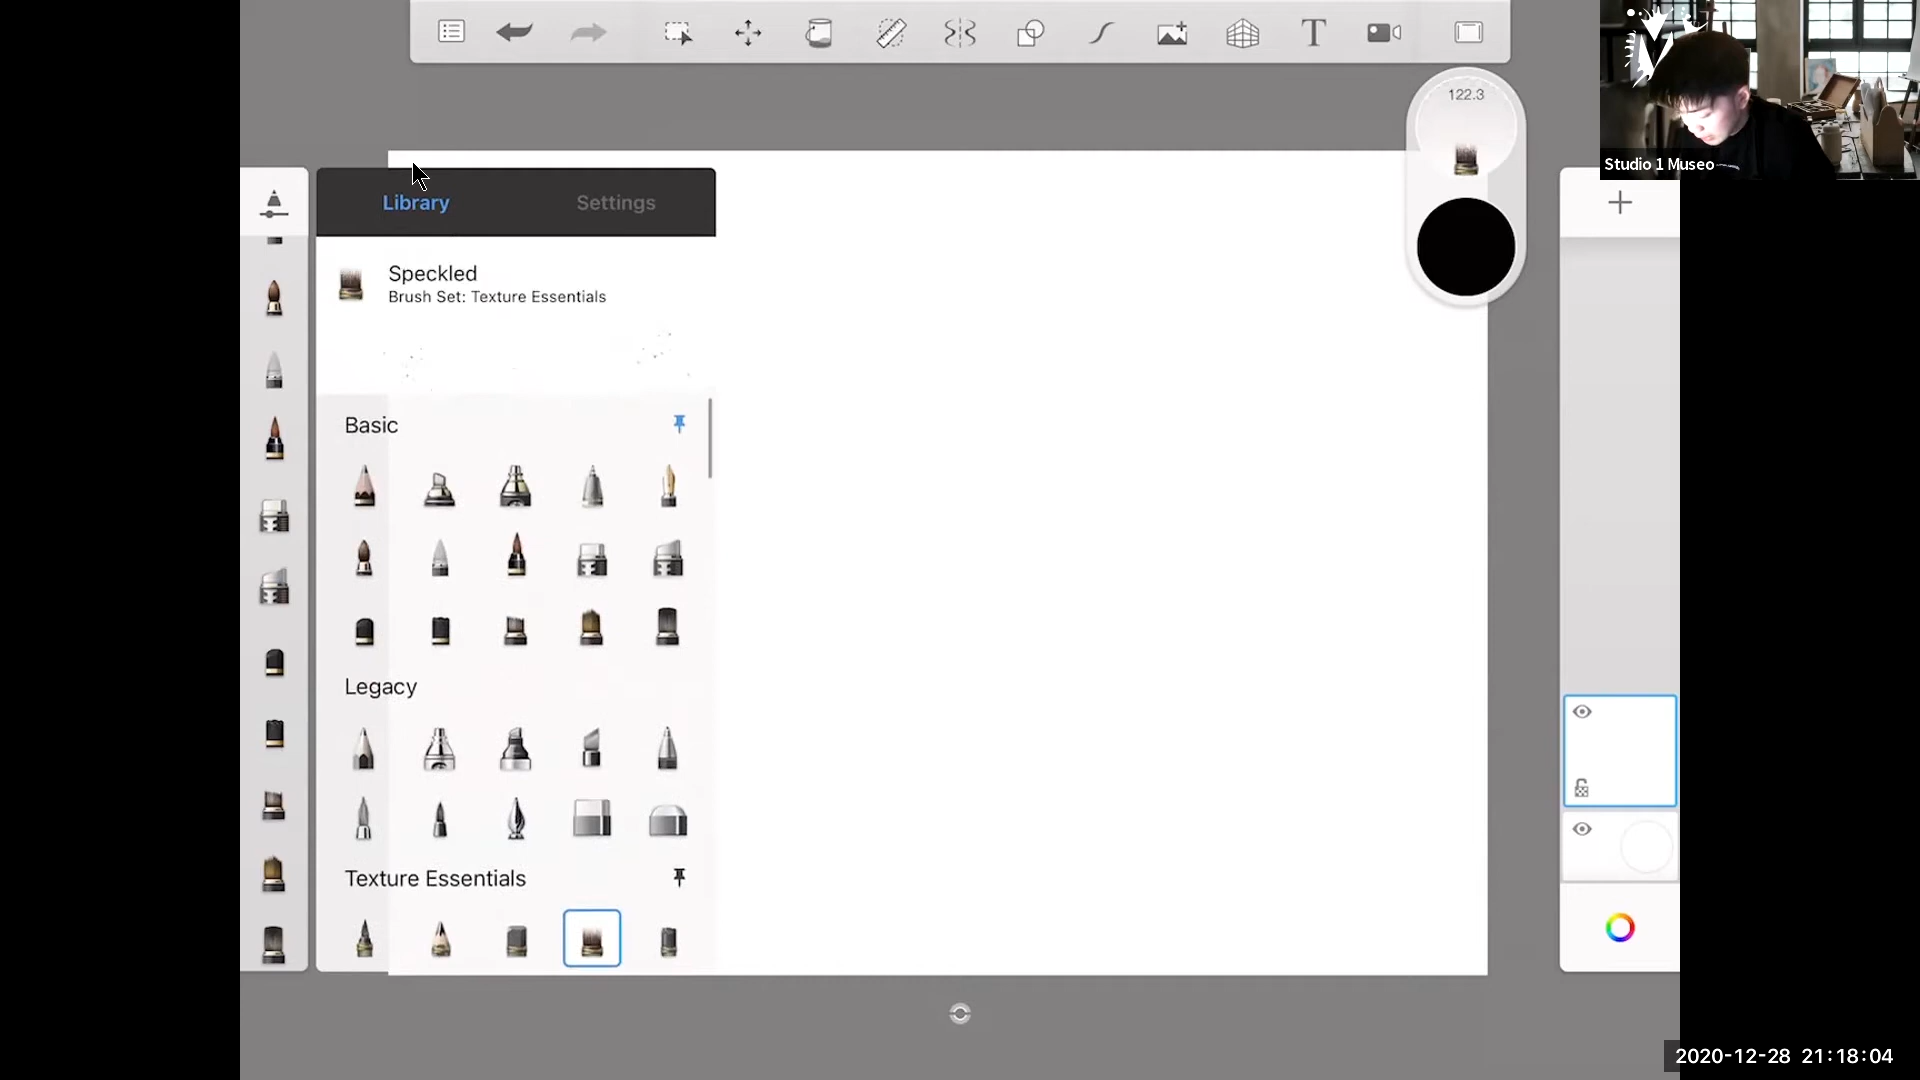 122.3
Studio 1 Museo
Library
Settings
Speckled
Brush Set: Texture Essentials
Basic
Legacy
Texture Essentials
2020-12-28 21:18:04